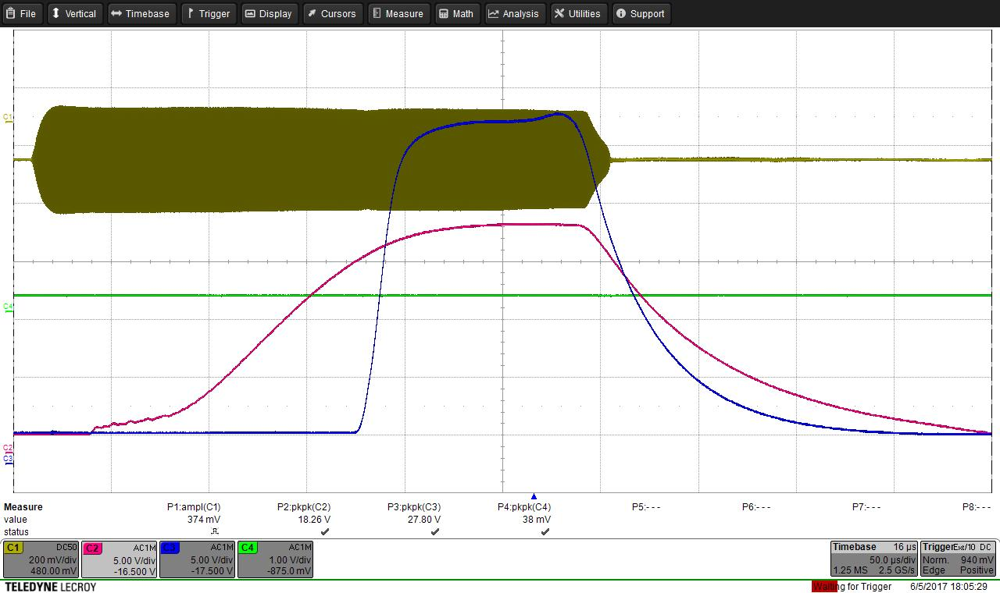 File Vertical Timebase Trigger Display Cursors Measure Math Analysis Utilities Support
C1
C4
C2
C3
Measure P1:ampl(C1) P2:pkpk(C2) P3:pkpk(C3) P4:pkpk(C4) P5:--- P6:--- P7:--- P8:---
value 374 mV 18.26 V 27.80 V 38 mV
status
C1 DC50 C2 AC1M C3 AC1M C4 AC1M Timebase 16 µs Trigger Ext/10 DC
200 mV/div 5.00 V/div 5.00 V/div 1.00 V/div 50.0 µs/div Norm. 940 mV
480.00 mV -16.500 V -17.500 V -875.0 mV 1.25 MS 2.5 GS/s Edge Positive
TELEDYNE LECROY Waiting for Trigger 6/5/2017 18:05:29